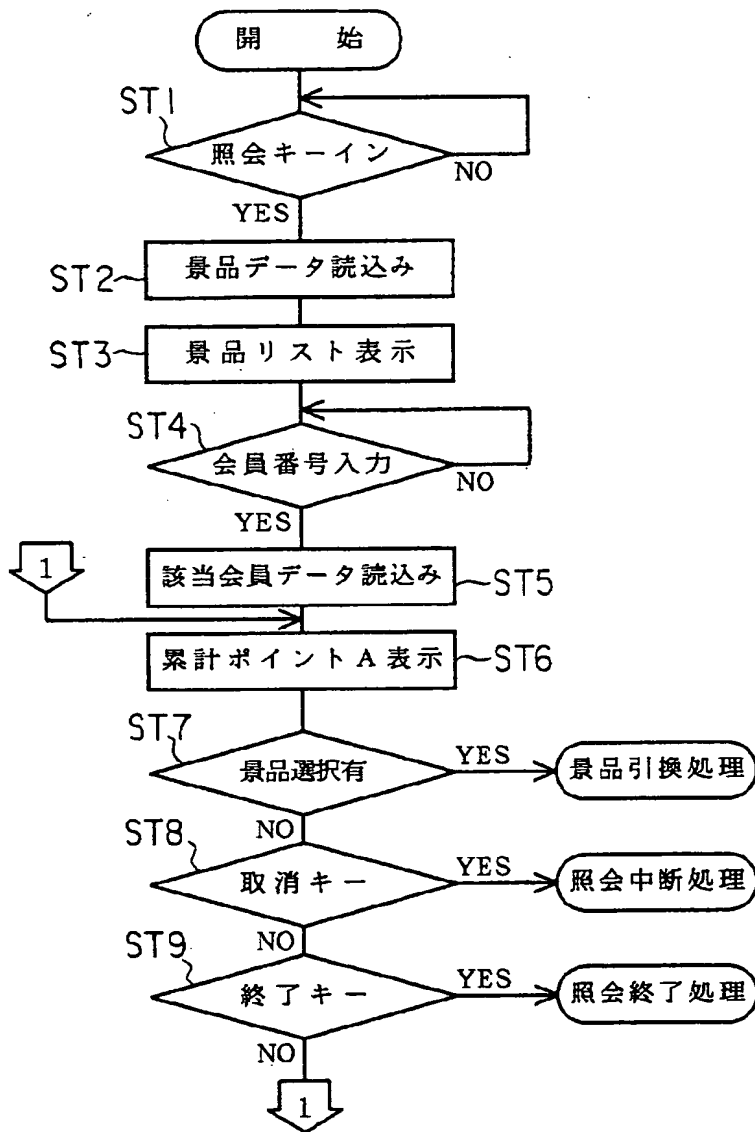 開 始
ST1
照会キーイン
NO
YES
ST2
景品データ読込み
ST3
景品リスト表示
ST4
会員番号入力
NO
YES
1
該当会員データ読込み
ST5
累計ポイントA表示
ST6
ST7
景品選択有
YES
景品引換処理
NO
ST8
取消キー
YES
照会中断処理
NO
ST9
終了キー
YES
照会終了処理
NO
1